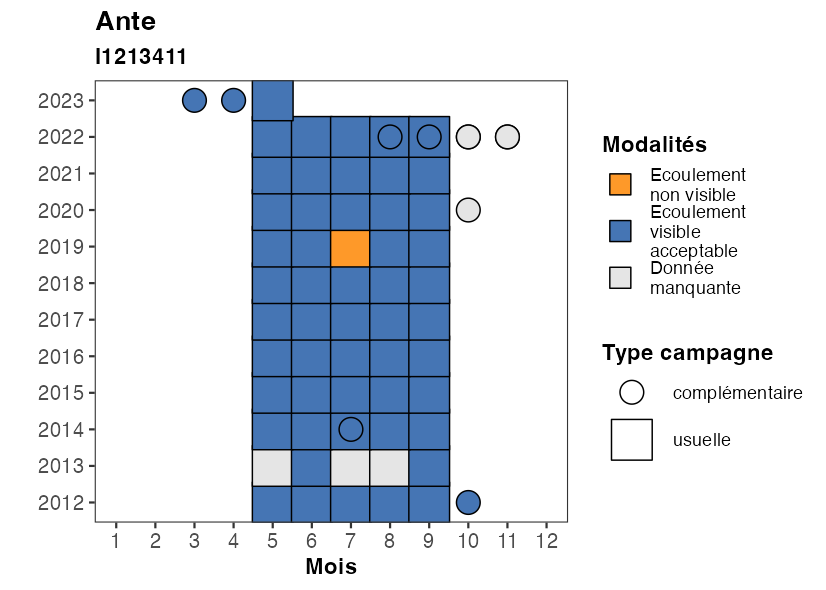 Ante
I1213411
2023
2022
2021
2020
2019
2018
2017
2016
2015
2014
2013
2012
1 2 3 4 5 6 7 8 9 10 11 12
Mois
Modalités
Ecoulement
non visible
Ecoulement
visible
acceptable
Donnée
manquante
Type campagne
complémentaire
usuelle